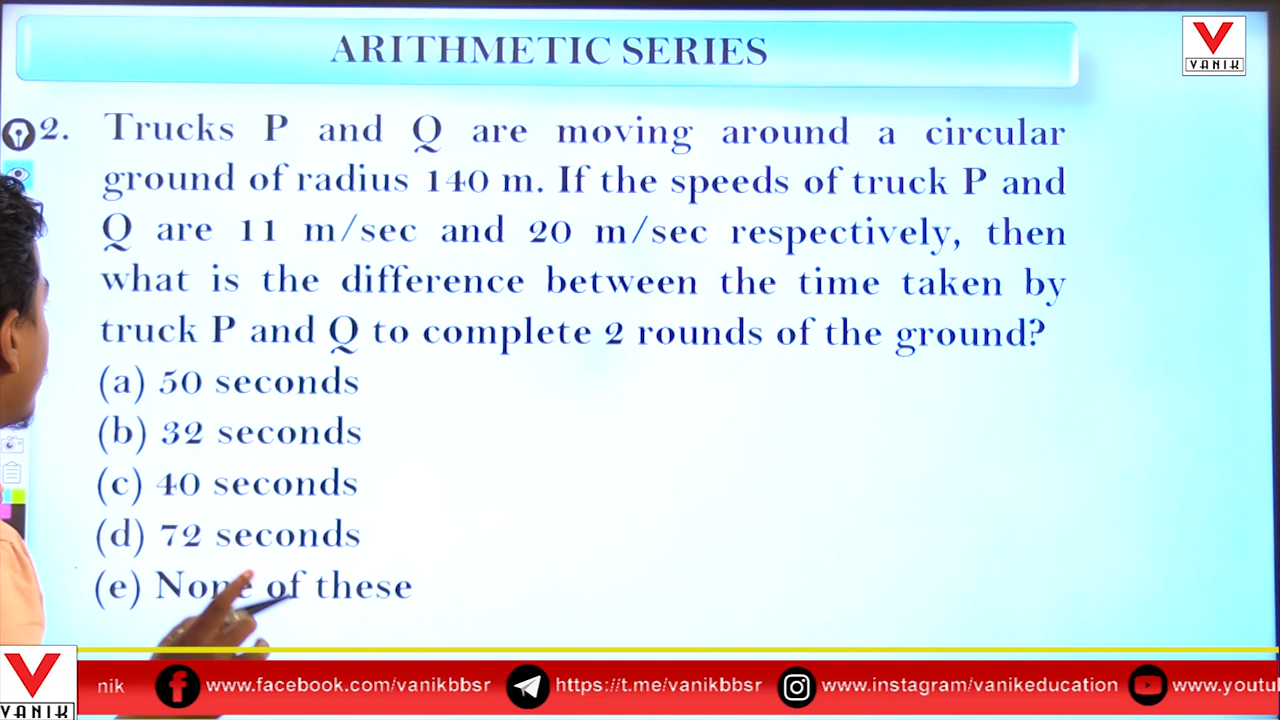 ARITHMETIC SERIES
VANIK
2. Trucks P and Q are moving around a circular
ground of radius 140 m. If the speeds of truck P and
Q are 11 m/sec and 20 m/sec respectively, then
what is the difference between the time taken by
truck P and Q to complete 2 rounds of the ground?
(a) 50 seconds
(b) 32 seconds
(c) 40 seconds
(d) 72 seconds
(e) None of these
VANIK
nik www.facebook.com/vanikbbsr https://t.me/vanikbbsr www.instagram/vanikeducation www.youtu